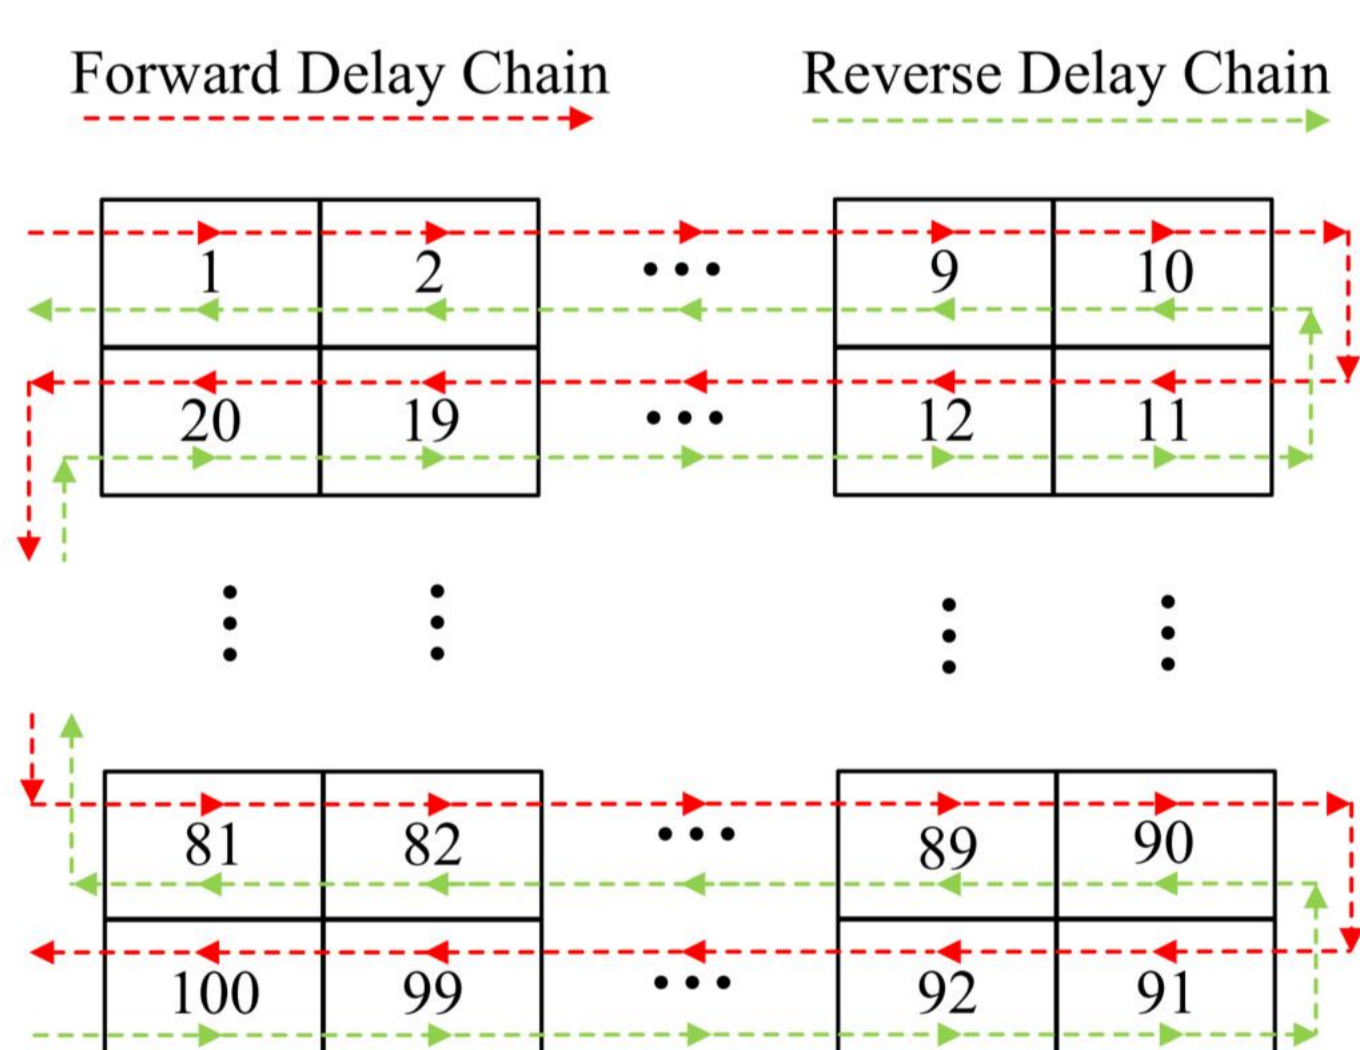 Forward Delay Chain Reverse Delay Chain
1 2 ••• 9 10
20 19 ••• 12 11
81 82 ••• 89 90
100 99 ••• 92 91